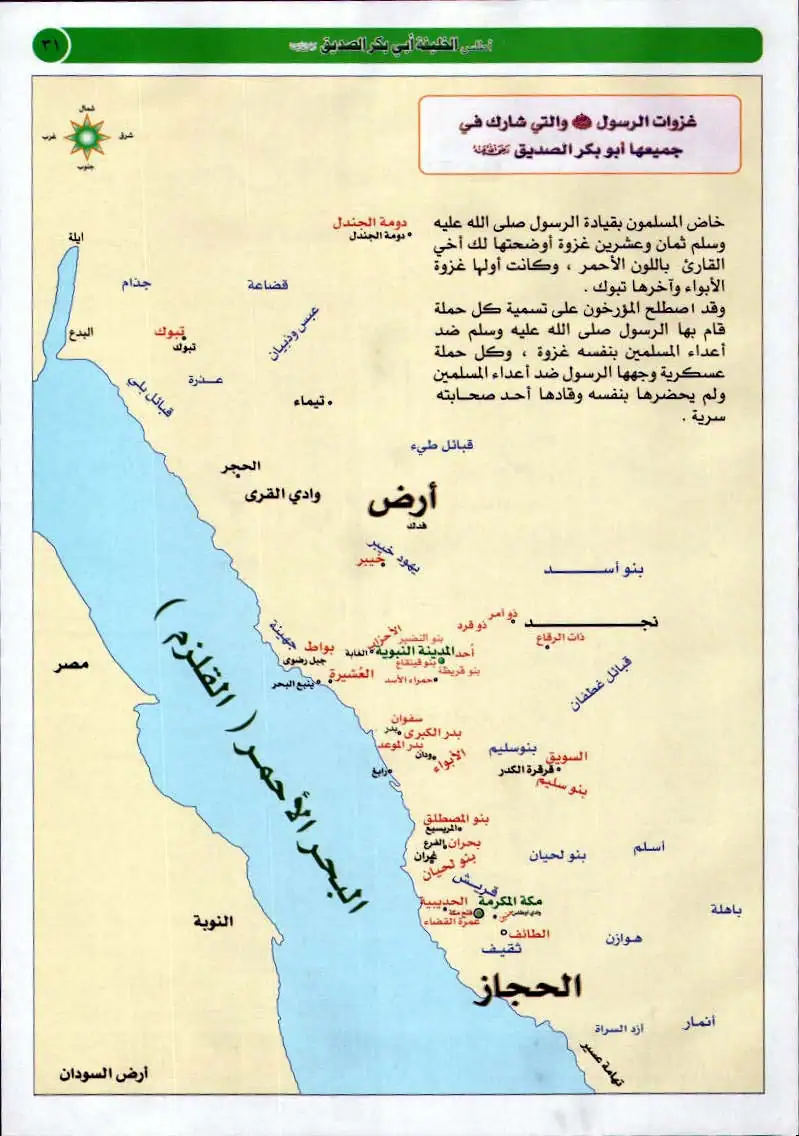 ٣١
أطلس الخليفة أبي بكر الصديق
غزوات الرسول ﷺ والتي شارك في
جميعها أبو بكر الصديق
شمال
شرق
غرب
جنوب
خاض المسلمون بقيادة الرسول صلى الله عليه
وسلم ثمان وعشرين غزوة أوضحتها لك أخي
القارئ باللون الأحمر ، وكانت أولها غزوة
الأبواء وآخرها تبوك .
وقد اصطلح المؤرخون على تسمية كل حملة
قام بها الرسول صلى الله عليه وسلم ضد
أعداء المسلمين بنفسه غزوة ، وكل حملة
عسكرية وجهها الرسول ضد أعداء المسلمين
ولم يحضرها بنفسه وقادها أحد صحابته
سرية .
دومة الجندل
دومة الجندل
ايلة
قضاعة
جذام
عبس وذبيان
تبوك
تبوك
البدع
عـذرة
قبائل بلي
تيماء
قبائل طيء
الحجر
وادي القرى
أرض
فدك
يهود خيبر
خيبر
بنو أســـــد
نـجـــــد
ذو أمر
ذو قرد
ذات الرقاع
الأحزاب
بنو النضير
أحد
المدينة النبوية
الغابة
بنو قينقاع
بنو قريظة
حمراء الأسد
جهينة
بواط
جبل رضوى
العُشيرة
ينبع البحر
قبائل غطفان
مصر
البحر الأحمر ( القلزم )
سفوان
بدر الكبرى
بدر
بدر الموعد
ودان
الأبواء
رابغ
بنوسليم
السويق
قرقرة الكدر
بنو سليم
بنو المصطلق
المريسيع
بحران
الفرع
غران
بنو لحيان
بنو لحيان
أسلم
قريش
مكة المكرمة
الحديبية
فتح مكة
عمرة القضاء
الطائف
ثقيف
هوازن
باهلة
النوبة
الحجاز
أنمار
أزد السراة
تهامة عسير
أرض السودان